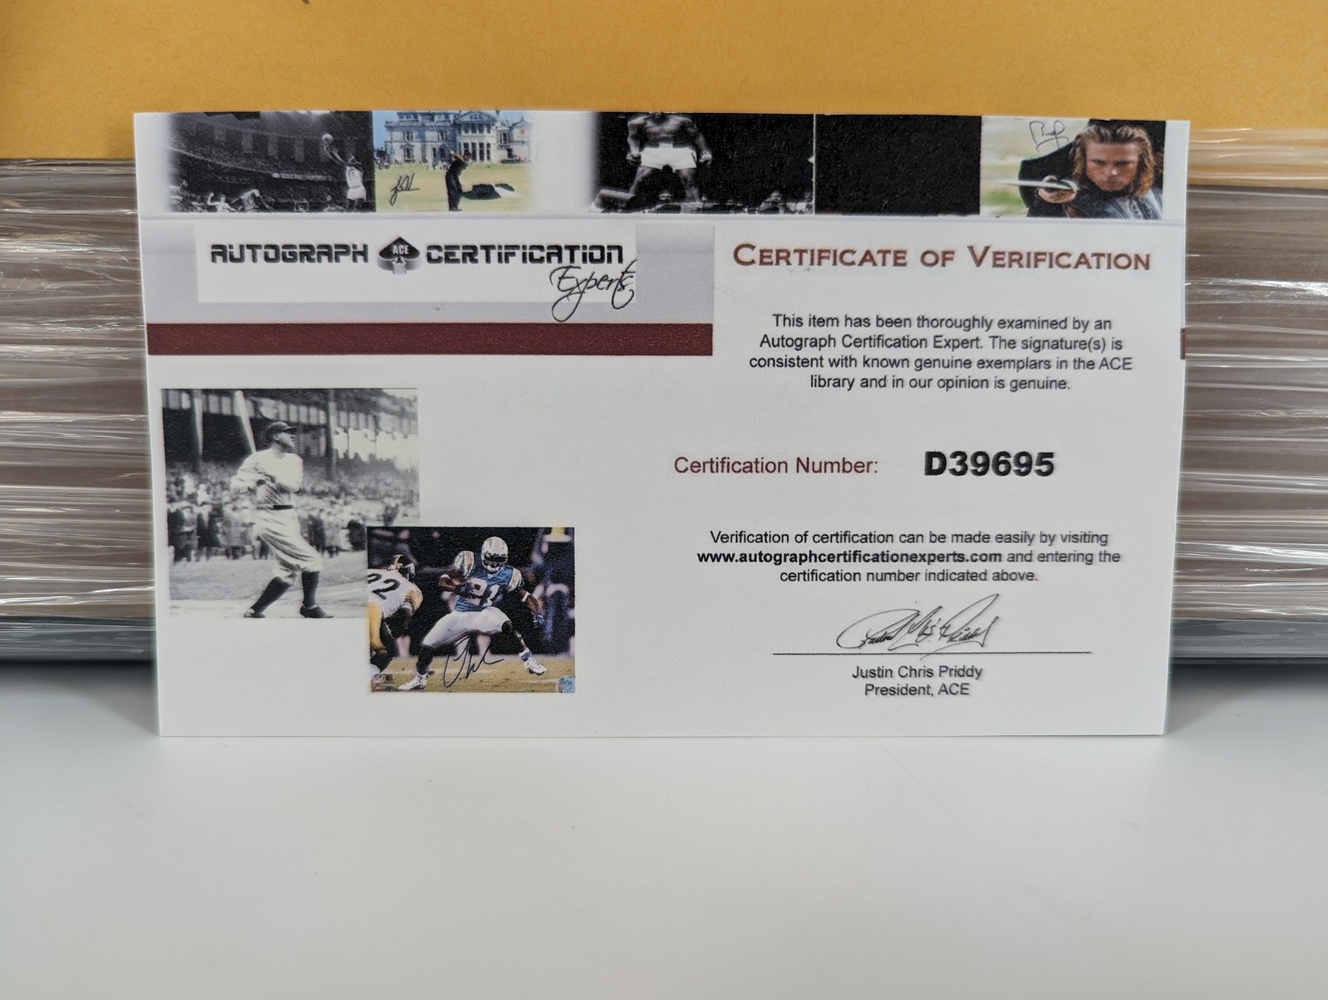 AUTOGRAPH ACE CERTIFICATION
Experts
CERTIFICATE OF VERIFICATION
This item has been thoroughly examined by an
Autograph Certification Expert. The signature(s) is
consistent with known genuine exemplars in the ACE
library and in our opinion is genuine.
Certification Number: D39695
Verification of certification can be made easily by visiting
www.autographcertificationexperts.com and entering the
certification number indicated above.
Justin Chris Priddy
President, ACE